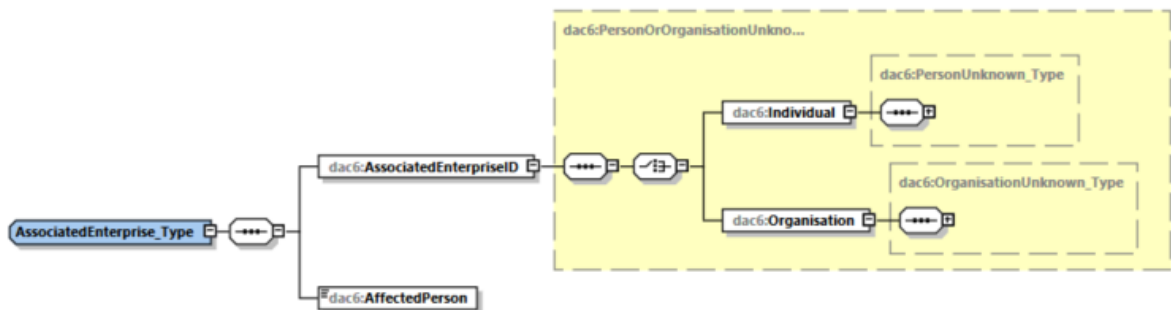 dac6:PersonOrOrganisationUnkno...
dac6:PersonUnknown_Type
dac6:Individual
dac6:AssociatedEnterpriseID
dac6:OrganisationUnknown_Type
dac6:Organisation
AssociatedEnterprise_Type
dac6:AffectedPerson